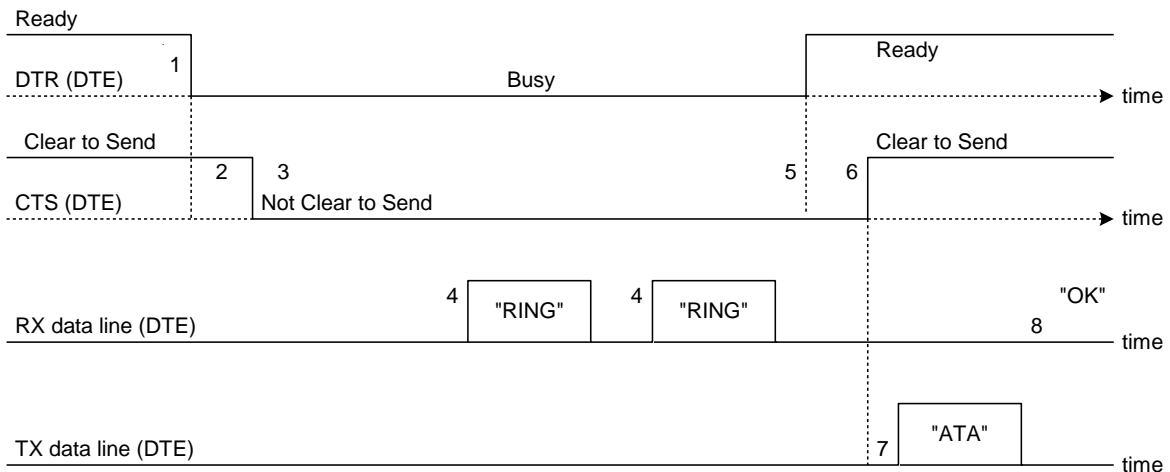 Ready
1
Ready
DTR (DTE)
Busy
time
Clear to Send
Clear to Send
2
3
5
6
CTS (DTE)
Not Clear to Send
time
4
"RING"
4
"RING"
"OK"
RX data line (DTE)
8
time
"ATA"
TX data line (DTE)
7
time